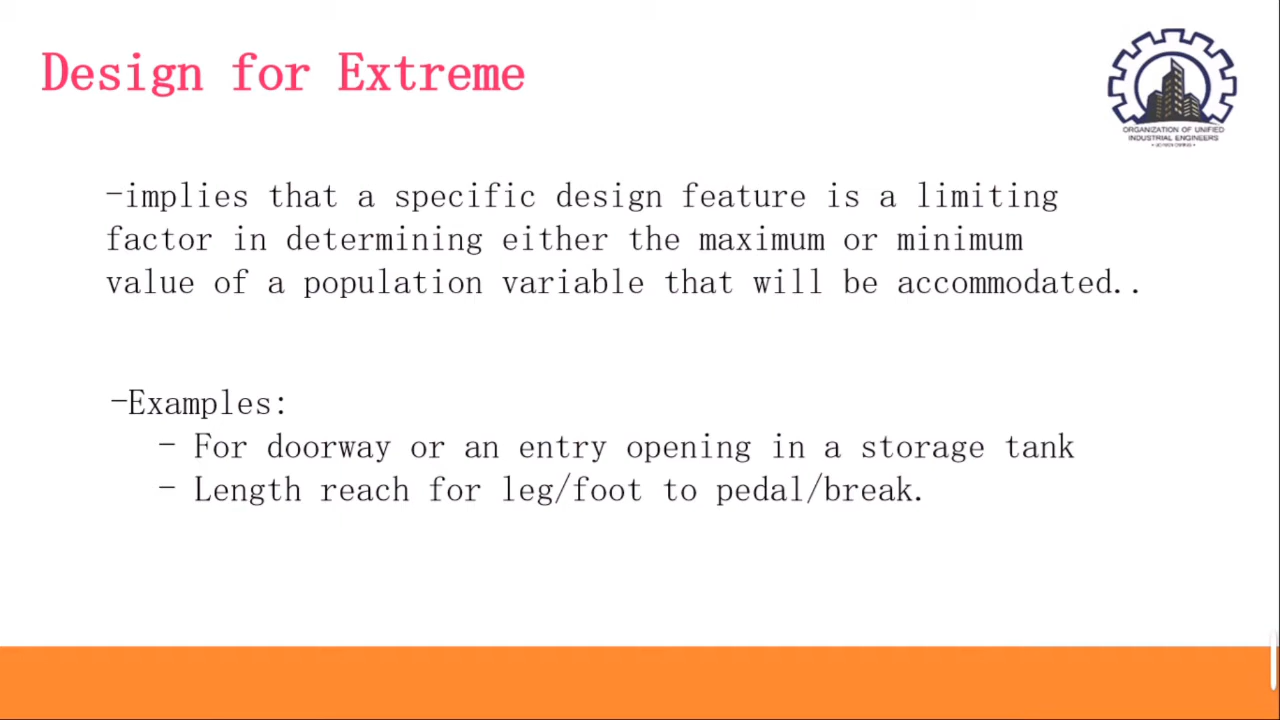 Design for Extreme
ORGANIZATION OF UNIFIED
INDUSTRIAL ENGINEERS
-implies that a specific design feature is a limiting
factor in determining either the maximum or minimum
value of a population variable that will be accommodated..
-Examples:
- For doorway or an entry opening in a storage tank
- Length reach for leg/foot to pedal/break.